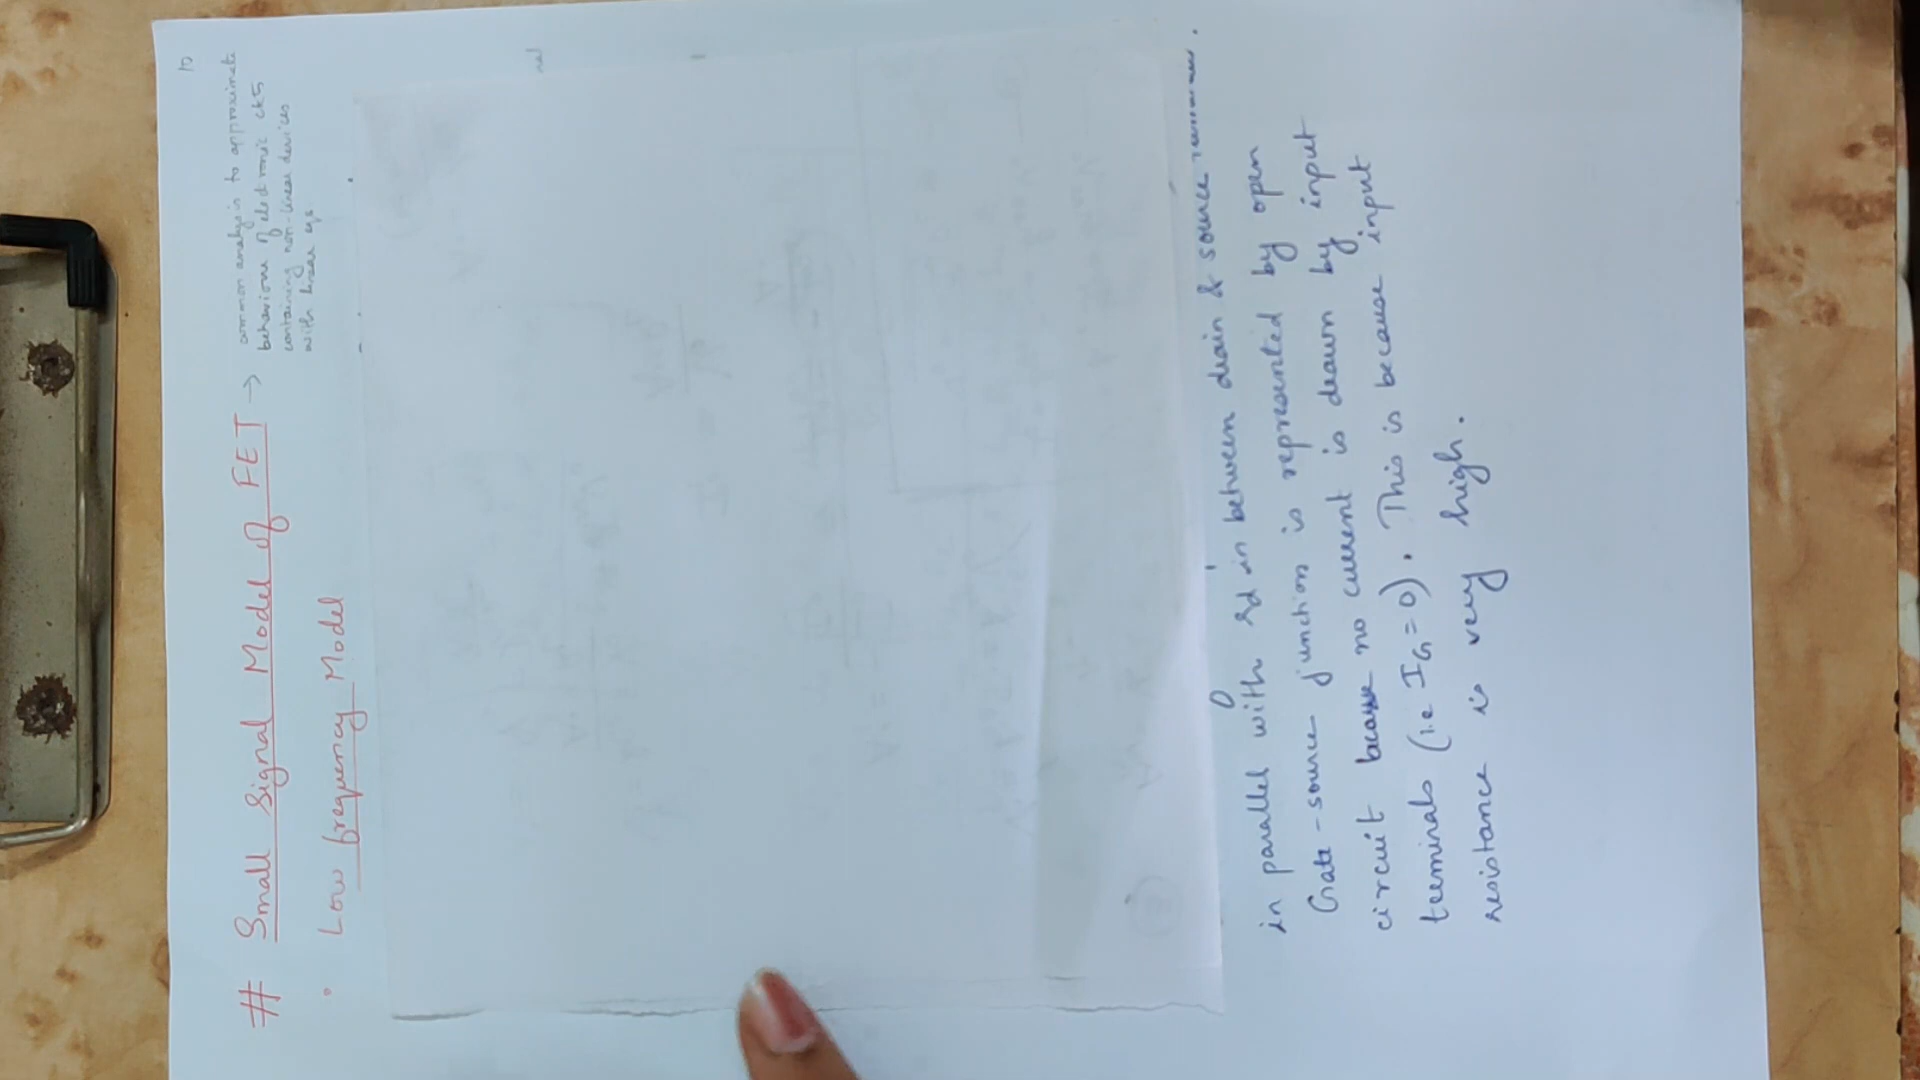 10
# Small Signal Model of FET → common analysis to approximate
behaviour of electronic ckts
containing non-linear devices
with linear eqs
• Low frequency Model
in parallel with rd in between drain & source
Gate-source junction is represented by open
circuit because no current is drawn by input
terminals (i.e IG=0). This is because input
resistance is very high.